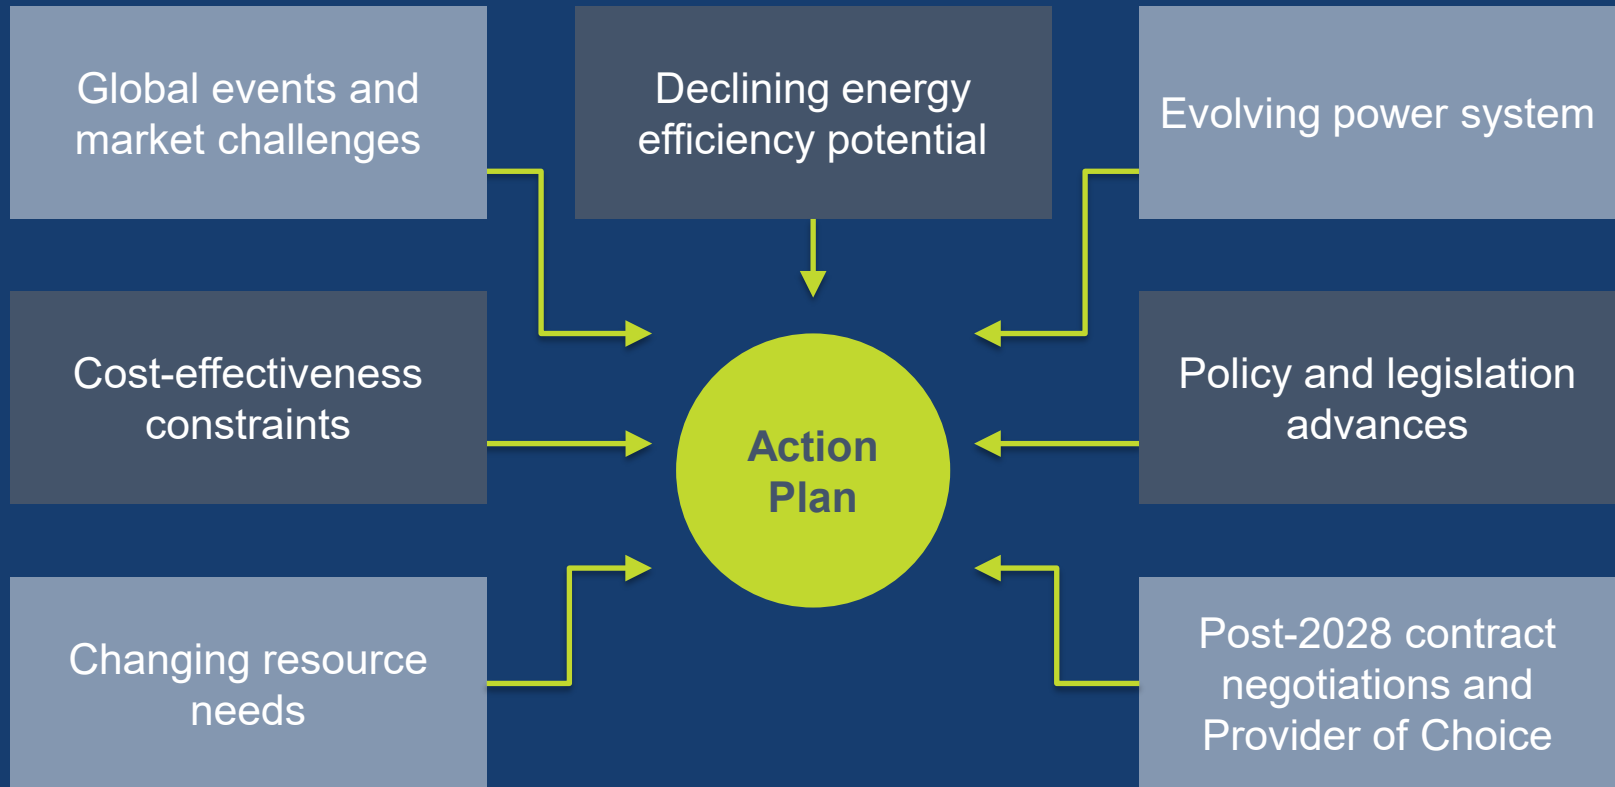 Global events and
market challenges
Declining energy
efficiency potential
Evolving power system
Cost-effectiveness
constraints
Action
Plan
Policy and legislation
advances
Changing resource
needs
Post-2028 contract
negotiations and
Provider of Choice